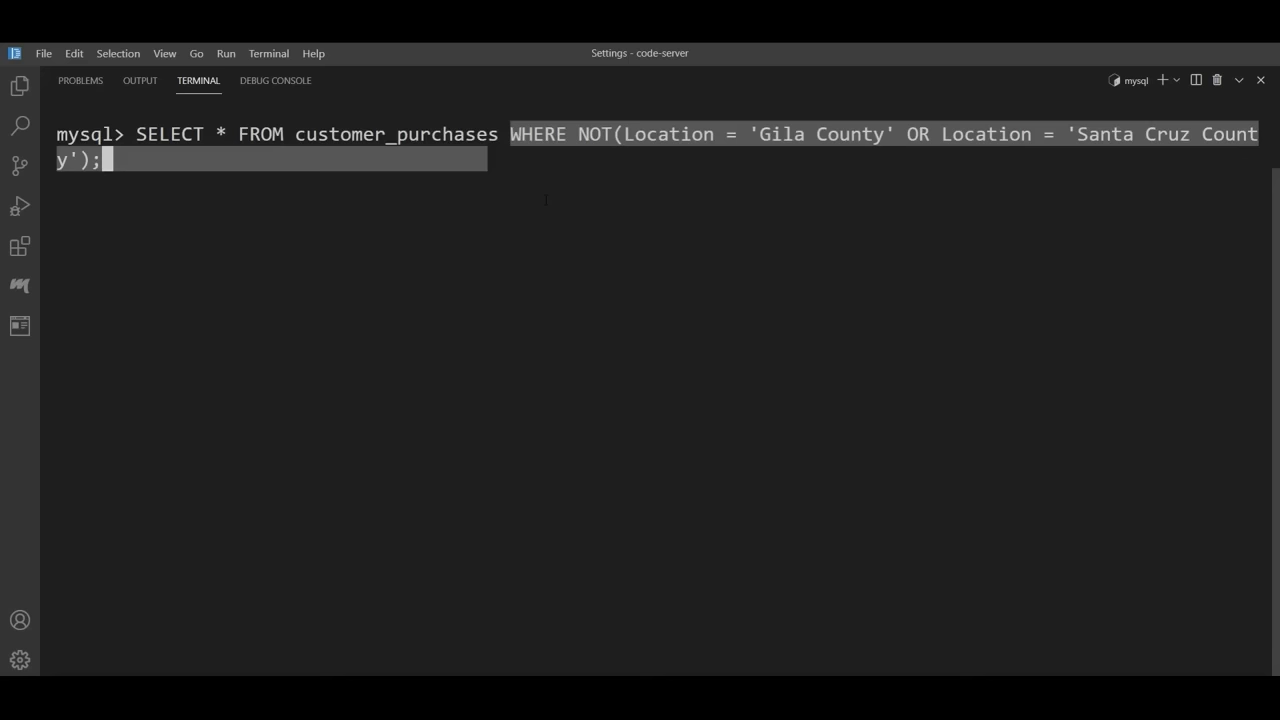 File Edit Selection View Go Run Terminal Help
Settings - code-server
PROBLEMS OUTPUT TERMINAL DEBUG CONSOLE
mysql
mysql> SELECT * FROM customer_purchases WHERE NOT(Location = 'Gila County' OR Location = 'Santa Cruz Count
y');